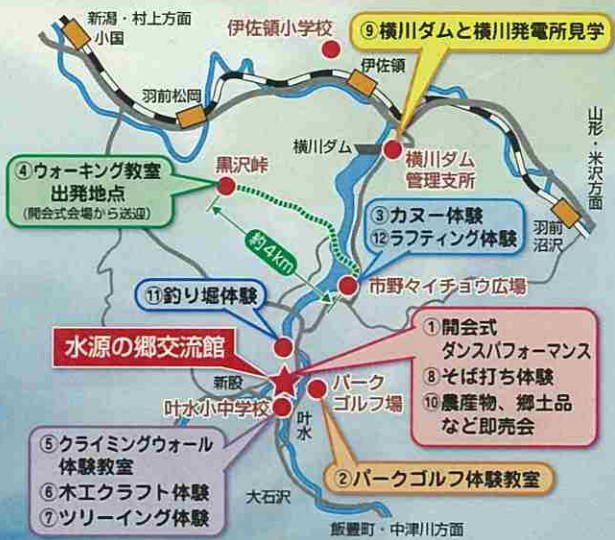 新潟・村上方面
小国
伊佐領小学校
⑨横川ダムと横川発電所見学
伊佐領
羽前松岡
山形・米沢方面
横川ダム
横川ダム
管理支所
④ウォーキング教室
出発地点
(開会式会場から送迎)
黒沢峠
③カヌー体験
⑫ラフティング体験
羽前
沼沢
約4km
市野々イチョウ広場
⑪釣り堀体験
水源の郷交流館
①開会式
ダンスパフォーマンス
⑧そば打ち体験
⑩農産物、郷土品
など即売会
新股
パーク
ゴルフ場
叶水小中学校
叶水
⑤クライミングウォール
体験教室
⑥木工クラフト体験
⑦ツリーイング体験
②パークゴルフ体験教室
大石沢
飯豊町・中津川方面